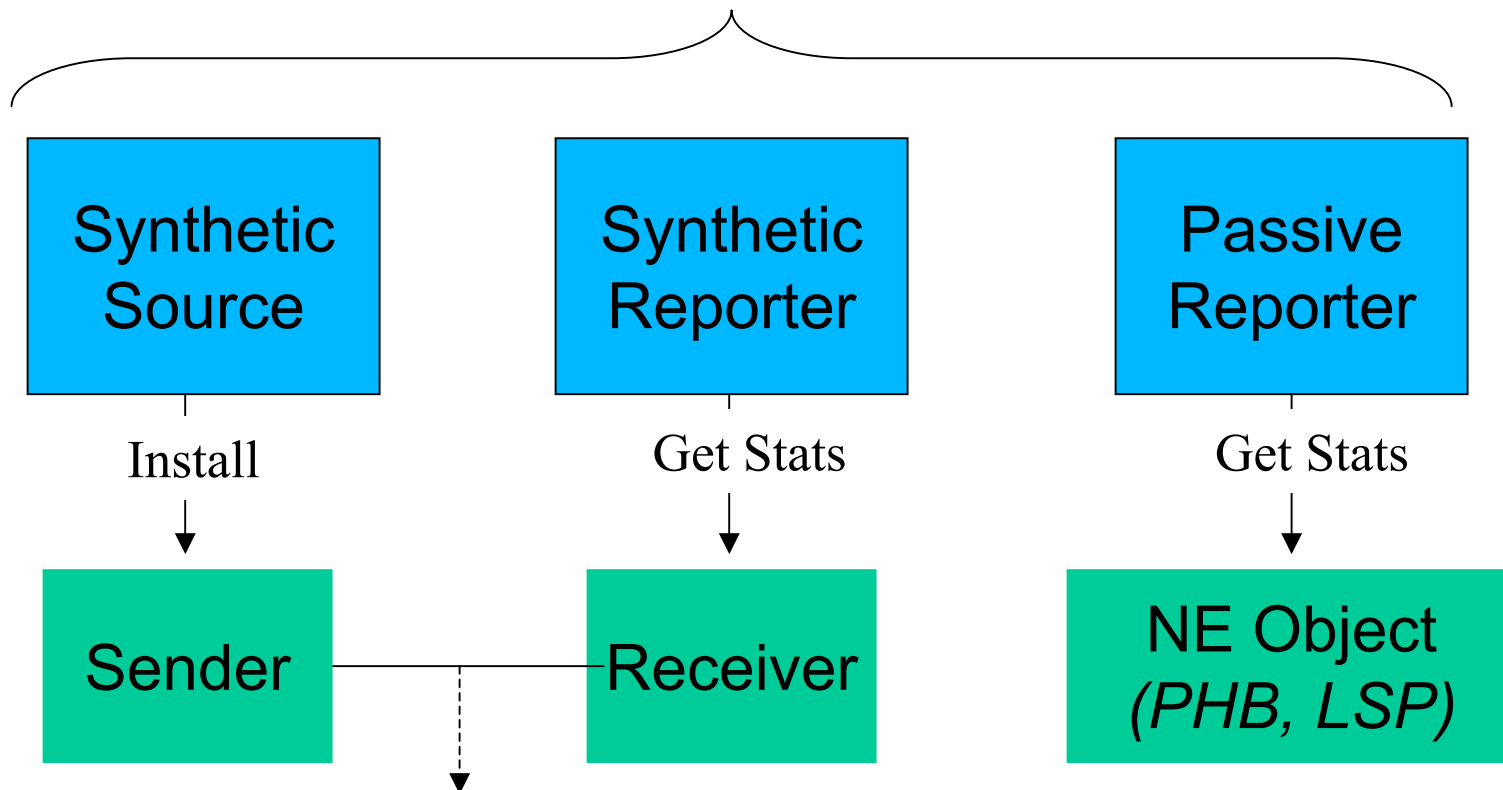 Synthetic
Source
Synthetic
Reporter
Passive
Reporter
Install
Get Stats
Get Stats
Sender
Receiver
NE Object
(PHB, LSP)